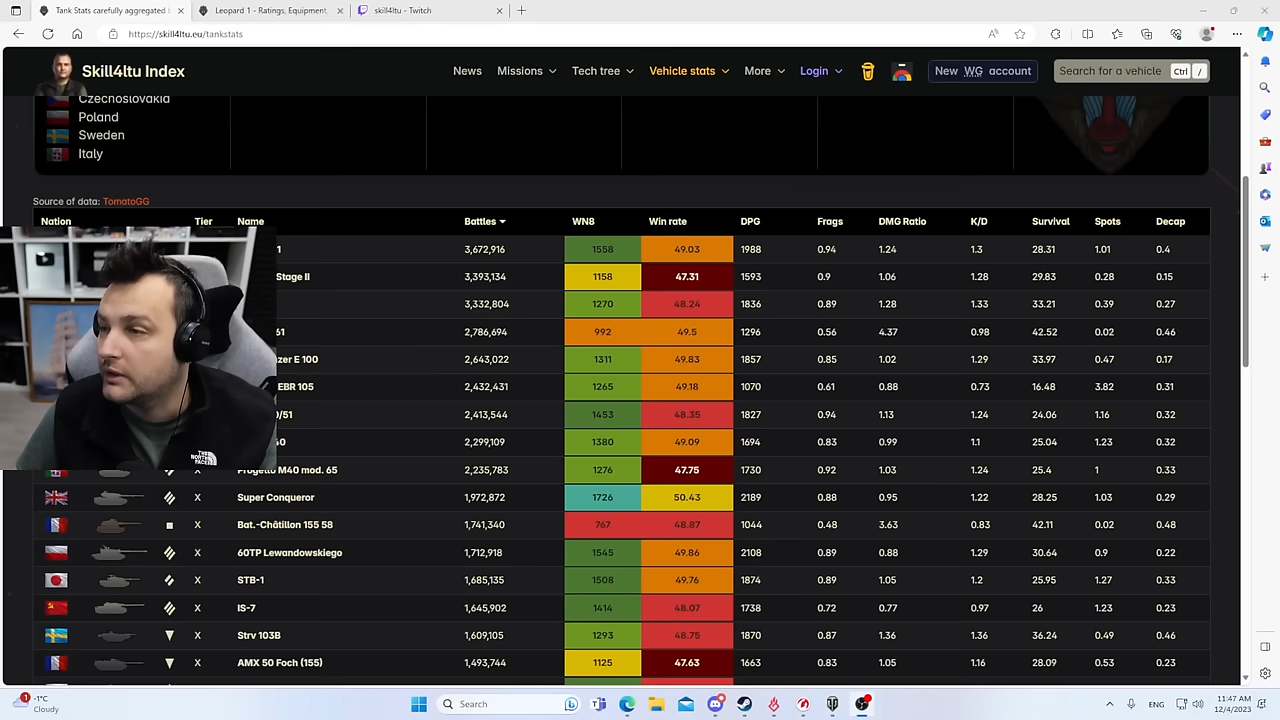 Tank Stats carefully aggregated
Leopard 1 - Ratings, Equipment,
skill4ltu - Twitch
https://skill4ltu.eu/tankstats
Skill4ltu Index
News
Missions
Tech tree
Vehicle stats
More
Login
New WG account
Search for a vehicle
Ctrl
/
Czechoslovakia
Poland
Sweden
Italy
Source of data: TomatoGG
Nation Tier Name Battles WN8 Win rate DPG Frags DMG Ratio K/D Survival Spots Decap
1 3,672,916 1558 49.03 1988 0.94 1.24 1.3 28.31 1.01 0.4
Stage II 3,393,134 1158 47.31 1593 0.9 1.06 1.28 25.83 0.28 0.15
3,332,804 1270 48.24 1836 0.89 1.28 1.33 33.21 0.39 0.27
61 2,786,694 992 49.5 1296 0.56 4.37 0.98 42.52 0.02 0.46
zer E 100 2,643,022 1311 49.83 1857 0.85 1.02 1.29 33.97 0.47 0.17
EBR 105 2,432,431 1265 49.18 1070 0.61 0.88 0.73 16.48 3.82 0.31
0/51 2,413,544 1453 48.35 1827 0.94 1.13 1.24 24.06 1.16 0.32
40 2,299,109 1380 49.09 1694 0.83 0.99 1.1 25.04 1.23 0.32
Progetto M40 mod. 65 2,235,783 1276 47.75 1730 0.92 1.03 1.24 25.4 1 0.33
X Super Conqueror 1,972,872 1726 50.43 2189 0.88 0.95 1.22 28.25 1.03 0.29
X Bat.-Châtillon 155 58 1,741,340 767 48.87 1044 0.48 3.63 0.83 42.11 0.02 0.48
X 60TP Lewandowskiego 1,712,918 1545 49.86 2108 0.89 0.88 1.29 30.64 0.9 0.22
X STB-1 1,685,135 1508 49.76 1874 0.89 1.05 1.2 25.95 1.27 0.33
X IS-7 1,645,902 1414 48.07 1738 0.72 0.77 0.97 26 1.23 0.23
X Strv 103B 1,609,103 1293 48.75 0.87 1.36 0.46
X AMX 50 Foch (155) 1,493,744 1125 47.63 1663 0.83 1.05 1.16 28.09 0.53 0.23
THE
NORTH
FACE
1
-1°C
Cloudy
Search
ENG
11:47 AM
12/4/2023